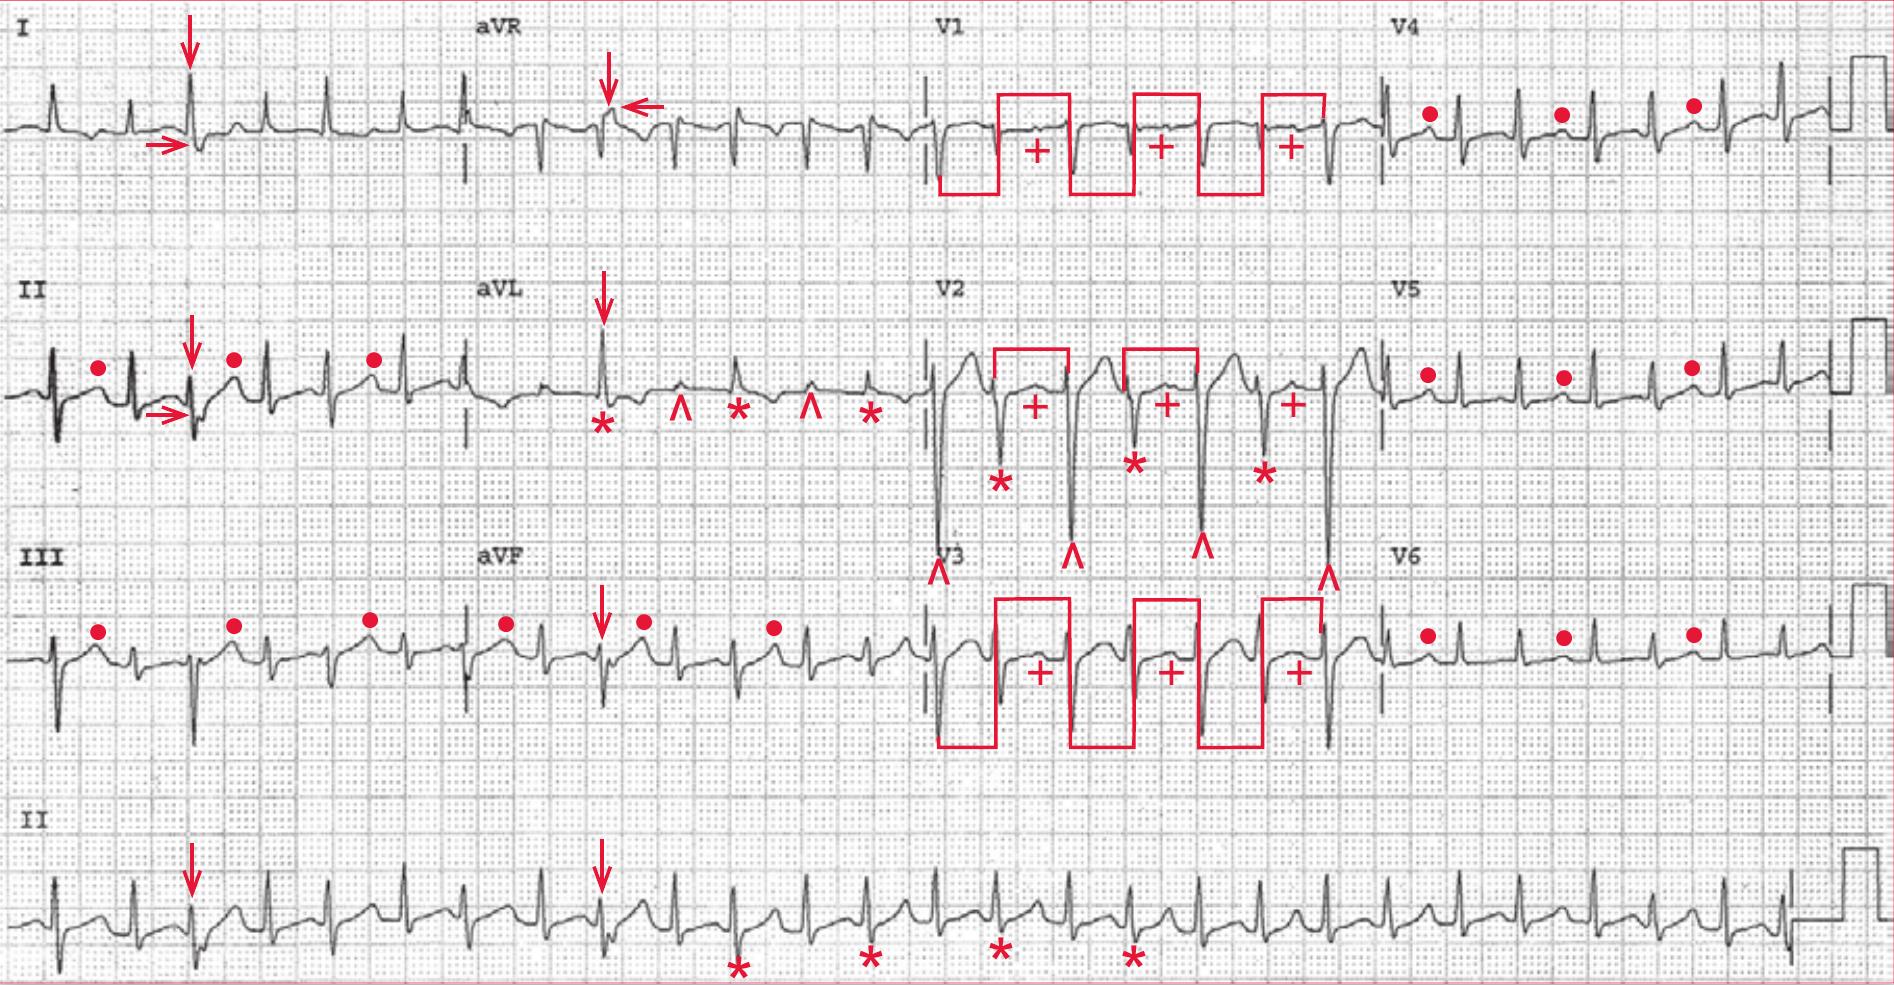 I aVR V1 V4
+ + +
II aVL V2 V5
+ + +
* ^ * ^ *
* * *
^ ^ ^ ^
III aVF V3 V6
+ + +
II
* * * *